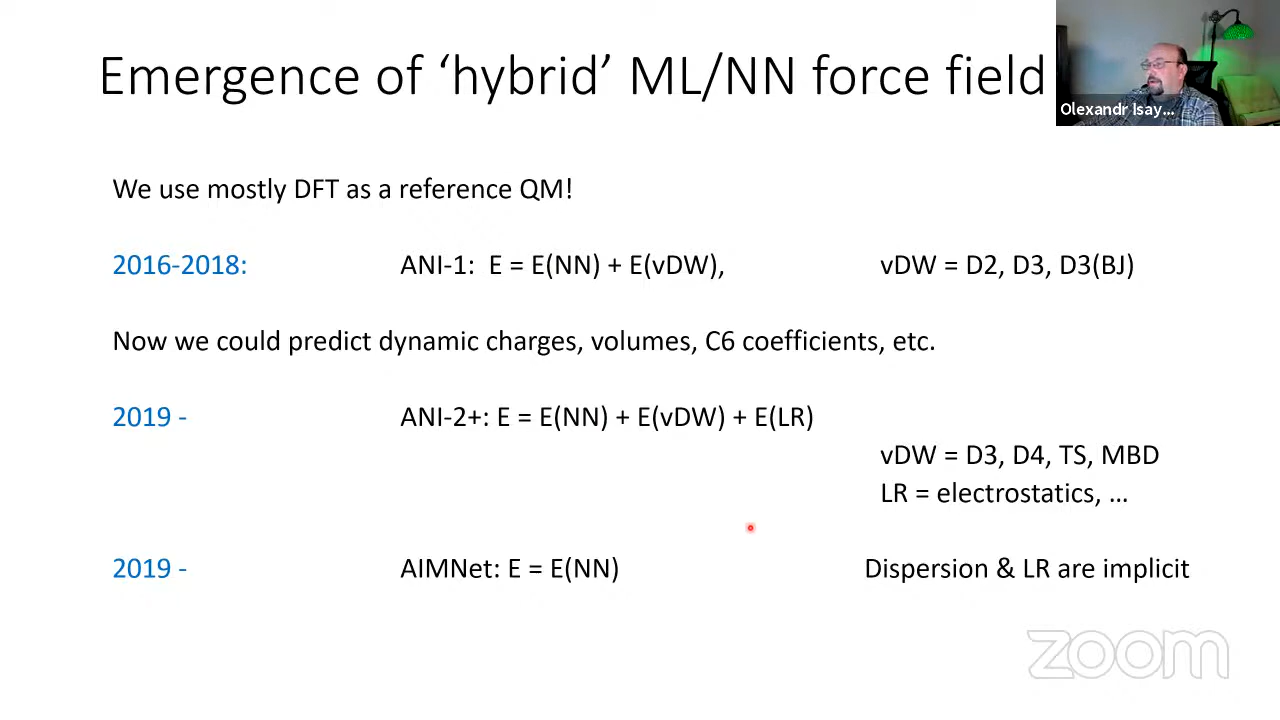 Emergence of ‘hybrid’ ML/NN force field
Olexandr Isay...
We use mostly DFT as a reference QM!
2016-2018: ANI-1: E = E(NN) + E(vDW), vDW = D2, D3, D3(BJ)
Now we could predict dynamic charges, volumes, C6 coefficients, etc.
2019 - ANI-2+: E = E(NN) + E(vDW) + E(LR)
vDW = D3, D4, TS, MBD
LR = electrostatics, …
2019 - AIMNet: E = E(NN) Dispersion & LR are implicit
zoom